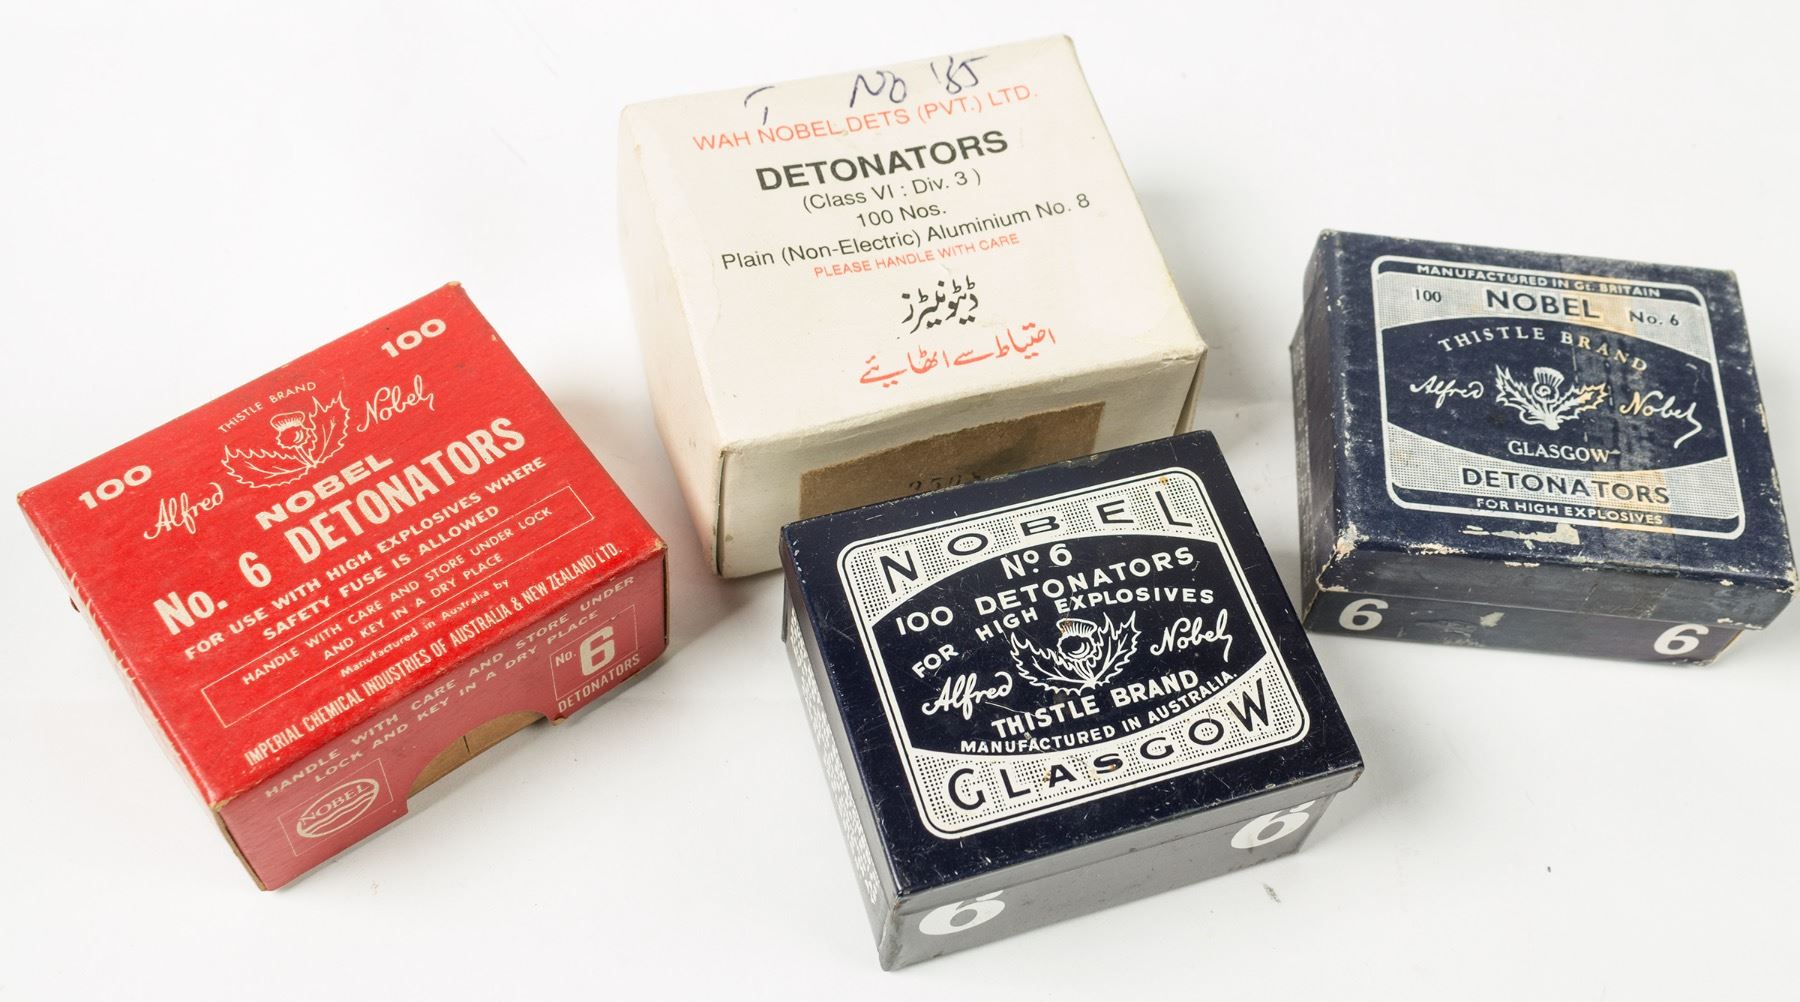 100
100
THISTLE BRAND
Alfred Nobel
NOBEL
No. 6 DETONATORS
FOR USE WITH HIGH EXPLOSIVES WHERE
SAFETY FUSE IS ALLOWED
HANDLE WITH CARE AND STORE UNDER LOCK
AND KEY IN A DRY PLACE
Manufactured in Australia by
IMPERIAL CHEMICAL INDUSTRIES OF AUSTRALIA & NEW ZEALAND LTD.
HANDLE WITH CARE AND STORE UNDER
LOCK AND KEY IN A DRY PLACE
NOBEL
No. 6
DETONATORS
No '85
WAH NOBEL DETS (PVT.) LTD.
DETONATORS
(Class VI : Div. 3 )
100 Nos.
Plain (Non-Electric) Aluminium No. 8
PLEASE HANDLE WITH CARE
ڈیٹونیٹرز
احتیاط سے اٹھائیے
NOBEL
No 6
100 DETONATORS
FOR HIGH EXPLOSIVES
Alfred Nobel
THISTLE BRAND
MANUFACTURED IN AUSTRALIA.
GLASGOW
6
6
MANUFACTURED IN Gt. BRITAIN
100 NOBEL No. 6
THISTLE BRAND
Alfred Nobel
GLASGOW
DETONATORS
FOR HIGH EXPLOSIVES
6
6